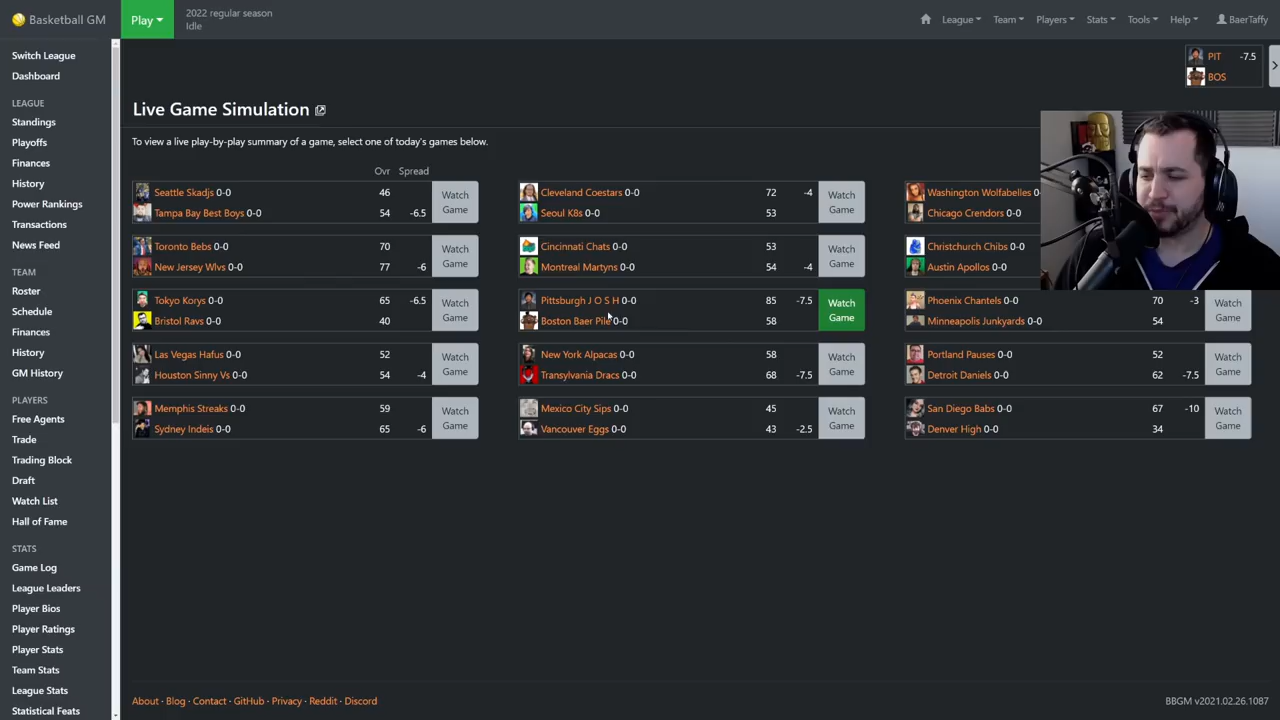 Basketball GM
Play
2022 regular season
Idle
League
Team
Players
Stats
Tools
Help
BaerTaffy
Switch League
Dashboard
LEAGUE
Standings
Playoffs
Finances
History
Power Rankings
Transactions
News Feed
TEAM
Roster
Schedule
Finances
History
GM History
PLAYERS
Free Agents
Trade
Trading Block
Draft
Watch List
Hall of Fame
STATS
Game Log
League Leaders
Player Bios
Player Ratings
Player Stats
Team Stats
League Stats
Statistical Feats
PIT -7.5
BOS
Live Game Simulation
To view a live play-by-play summary of a game, select one of today's games below.
Ovr Spread
Seattle Skadjs 0-0 46
Tampa Bay Best Boys 0-0 54 -6.5
Watch Game
Toronto Bebs 0-0 70
New Jersey Wlvs 0-0 77 -6
Watch Game
Tokyo Korys 0-0 65 -6.5
Bristol Ravs 0-0 40
Watch Game
Las Vegas Hafus 0-0 52
Houston Sinny Vs 0-0 54 -4
Watch Game
Memphis Streaks 0-0 59
Sydney Indeis 0-0 65 -6
Watch Game
Cleveland Coestars 0-0 72 -4
Seoul K8s 0-0 53
Watch Game
Cincinnati Chats 0-0 53
Montreal Martyns 0-0 54 -4
Watch Game
Pittsburgh J O S H 0-0 85 -7.5
Boston Baer Pile 0-0 58
Watch Game
New York Alpacas 0-0 58
Transylvania Dracs 0-0 68 -7.5
Watch Game
Mexico City Sips 0-0 45
Vancouver Eggs 0-0 43 -2.5
Watch Game
Washington Wolfabelles 0-
Chicago Crendors 0-0
Christchurch Chibs 0-0
Austin Apollos 0-0
Phoenix Chantels 0-0 70 -3
Minneapolis Junkyards 0-0 54
Watch Game
Portland Pauses 0-0 52
Detroit Daniels 0-0 62 -7.5
Watch Game
San Diego Babs 0-0 67 -10
Denver High 0-0 34
Watch Game
About · Blog · Contact · GitHub · Privacy · Reddit · Discord
BBGM v2021.02.26.1087